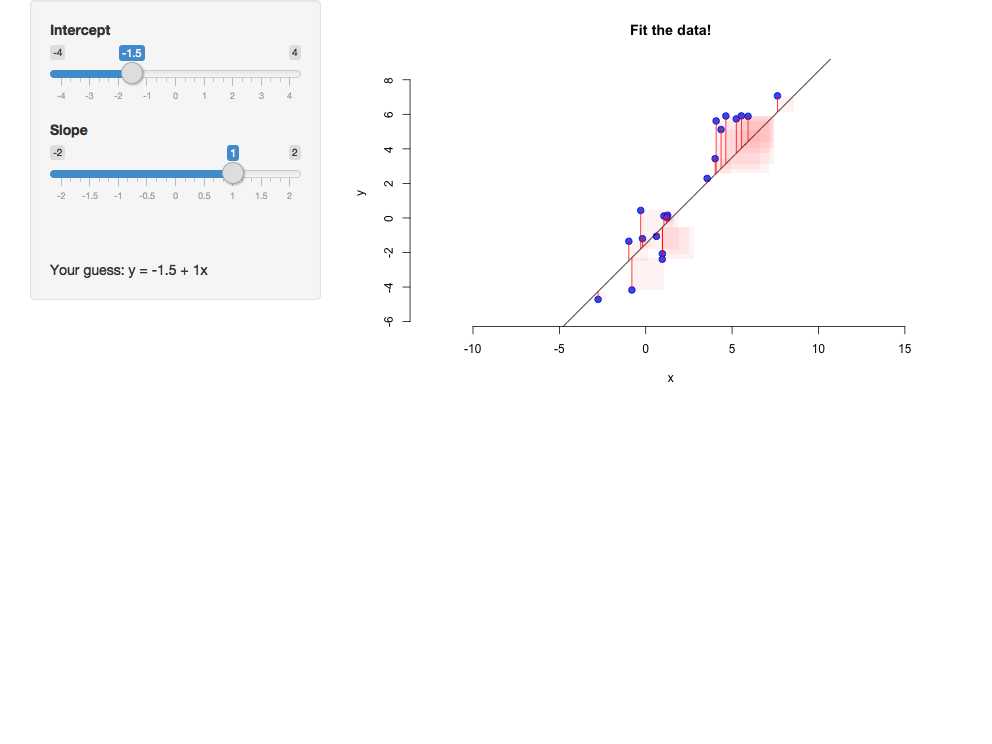 Intercept
-4 -1.5 4
-4 -3 -2 -1 0 1 2 3 4
Slope
-2 1 2
-2 -1.5 -1 -0.5 0 0.5 1 1.5 2
Your guess: y = -1.5 + 1x
Fit the data!
y
8
6
4
2
0
-2
-4
-6
-10 -5 0 5 10 15
x